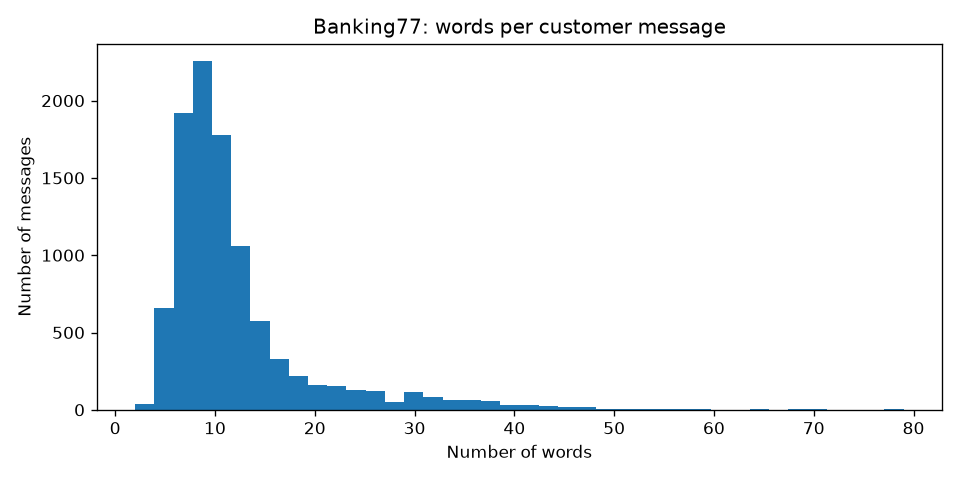 Banking77: words per customer message
Number of messages
2000
1500
1000
500
0
0 10 20 30 40 50 60 70 80
Number of words